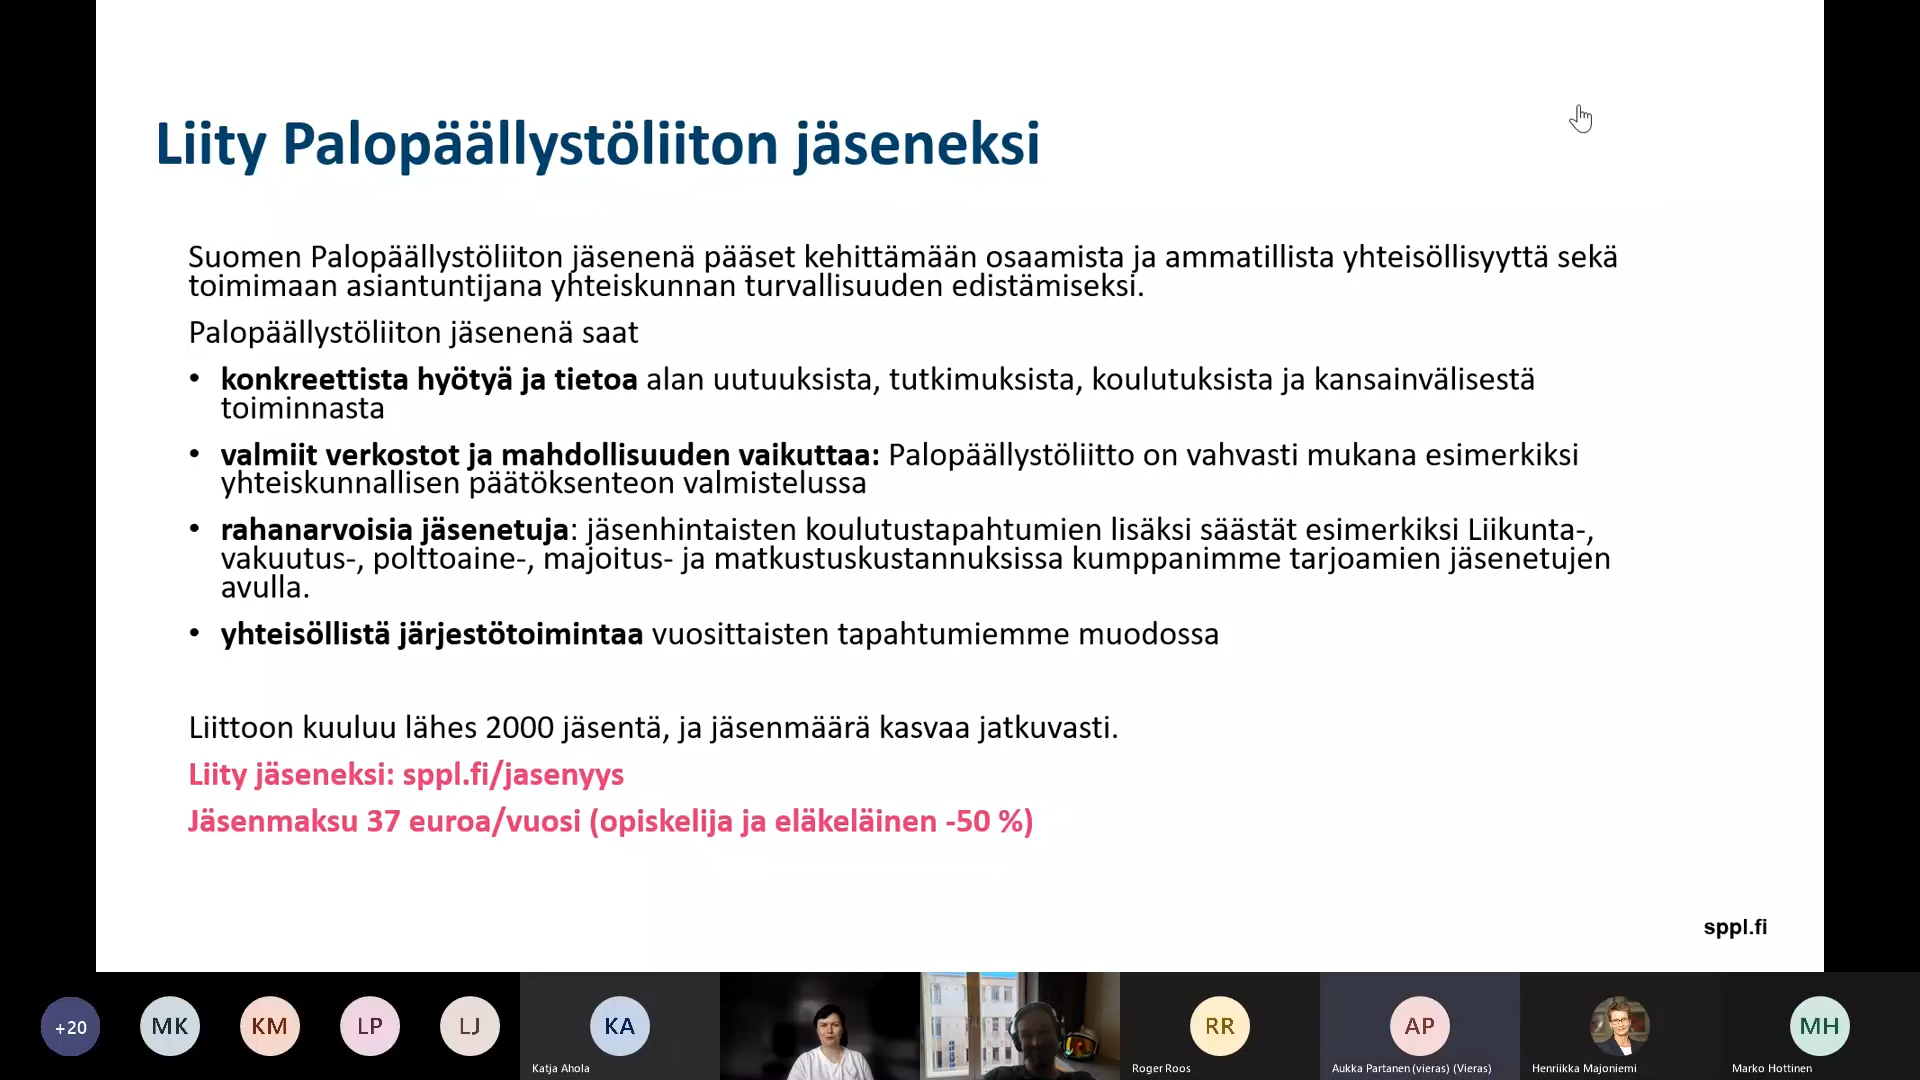 Liity Palopäällystöliiton jäseneksi
Suomen Palopäällystöliiton jäsenenä pääset kehittämään osaamista ja ammatillista yhteisöllisyyttä sekä
toimimaan asiantuntijana yhteiskunnan turvallisuuden edistämiseksi.
Palopäällystöliiton jäsenenä saat
• konkreettista hyötyä ja tietoa alan uutuuksista, tutkimuksista, koulutuksista ja kansainvälisestä
toiminnasta
• valmiit verkostot ja mahdollisuuden vaikuttaa: Palopäällystöliitto on vahvasti mukana esimerkiksi
yhteiskunnallisen päätöksenteon valmistelussa
• rahanarvoisia jäsenetuja: jäsenhintaisten koulutustapahtumien lisäksi säästät esimerkiksi Liikunta-,
vakuutus-, polttoaine-, majoitus- ja matkustuskustannuksissa kumppanimme tarjoamien jäsenetujen
avulla.
• yhteisöllistä järjestötoimintaa vuosittaisten tapahtumiemme muodossa
Liittoon kuuluu lähes 2000 jäsentä, ja jäsenmäärä kasvaa jatkuvasti.
Liity jäseneksi: sppl.fi/jasenyys
Jäsenmaksu 37 euroa/vuosi (opiskelija ja eläkeläinen -50 %)
sppl.fi
+20 MK KM LP LJ KA RR AP MH
Katja Ahola Roger Roos Aukka Partanen (vieras) (Vieras) Henriikka Majoniemi Marko Hottinen